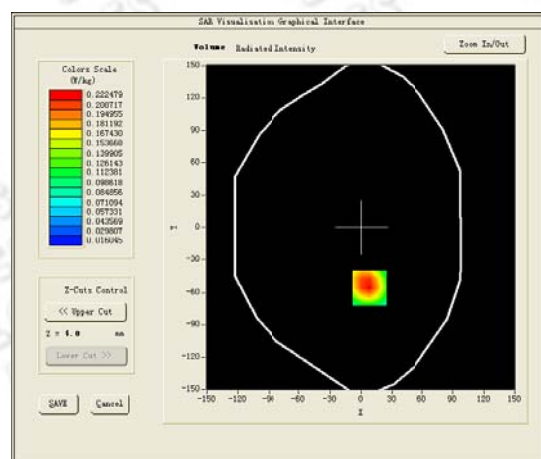 SAR Visualisation Graphical Interface
Volume Radiated Intensity
Zoom In/Out
Colors Scale
(W/kg)
0.222479
0.208717
0.194955
0.181192
0.167430
0.153668
0.139905
0.126143
0.112381
0.098618
0.084856
0.071094
0.057331
0.043569
0.029807
0.016045
150
120
90
60
30
0
-30
-60
-90
-120
-150
-150 -120 -90 -60 -30 0 30 60 90 120 150
X
Z-Cuts Control
<< Upper Cut
Z = 4.0 mm
Lower Cut >>
SAVE
Cancel